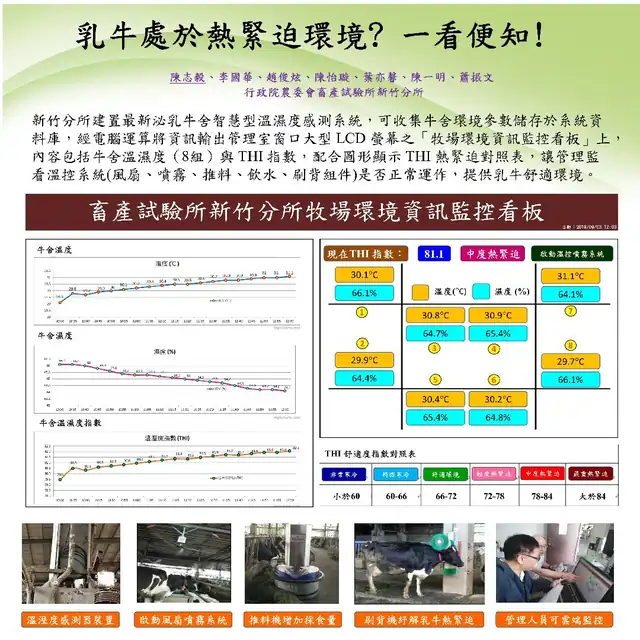 乳牛處於熱緊迫環境? 一看便知!
陳志毅、李國華、趙俊炫、陳怡璇、葉亦馨、陳一明、蕭振文
行政院農委會畜產試驗所新竹分所
新竹分所建置最新泌乳牛舍智慧型溫濕度感測系統，可收集牛舍環境參數儲存於系統資
料庫，經電腦運算將資訊輸出管理室窗口大型 LCD 螢幕之「牧場環境資訊監控看板」上，
內容包括牛舍溫濕度（8組）與 THI 指數，配合圖形顯示 THI 熱緊迫對照表，讓管理監
看溫控系統(風扇、噴霧、推料、飲水、刷背組件)是否正常運作，提供乳牛舒適環境。
畜產試驗所新竹分所牧場環境資訊監控看板
牛舍溫度
溫度 (℃)
牛舍濕度
濕度 (%)
牛舍溫濕度指數
溫濕度指數 (THI)
現在THI 指數： 81.1 中度熱緊迫 啟動溫控噴霧系統
30.1°C 31.1°C
66.1% 溫度(°C) 濕度 (%) 64.1%
① ⑦
30.8°C 30.9°C
64.7% 65.4%
② ③ ④ ⑧
29.9°C 29.7°C
64.4% ⑤ ⑥ 66.1%
30.4°C 30.2°C
65.4% 64.8%
THI 舒適度指數對照表
非常寒冷 稍微寒冷 舒適環境 輕度熱緊迫 中度熱緊迫 嚴重熱緊迫
小於60 60-66 66-72 72-78 78-84 大於84
溫溼度感測器裝置 啟動風扇噴霧系統 推料機增加採食量 刷背機紓解乳牛熱緊迫 管理人員可雲端監控